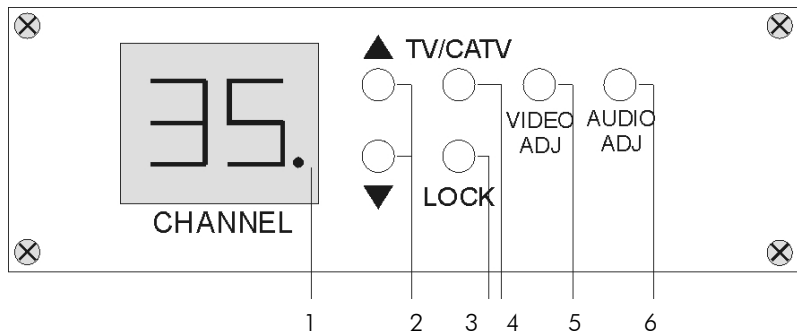 ▲ TV/CATV
35.
VIDEO ADJ
AUDIO ADJ
▼ LOCK
CHANNEL
1 2 3 4 5 6